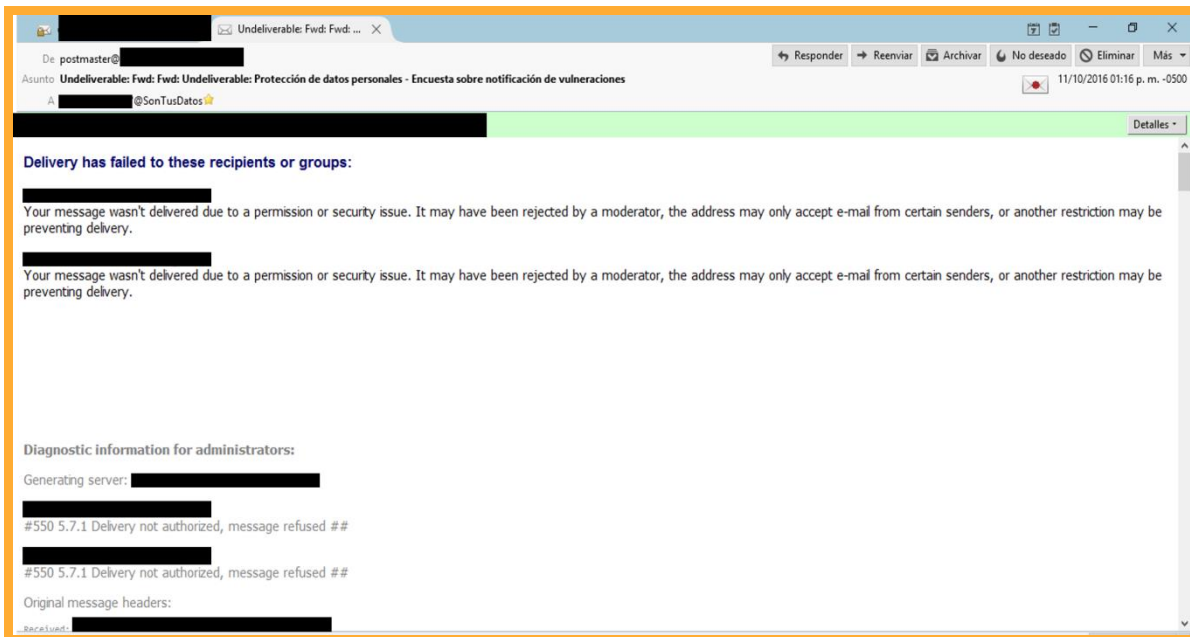 Undeliverable: Fwd: Fwd: ...
De postmaster@
Responder Reenviar Archivar No deseado Eliminar Más
Asunto Undeliverable: Fwd: Fwd: Undeliverable: Protección de datos personales - Encuesta sobre notificación de vulneraciones
11/10/2016 01:16 p. m. -0500
A @SonTusDatos
Detalles
Delivery has failed to these recipients or groups:
Your message wasn't delivered due to a permission or security issue. It may have been rejected by a moderator, the address may only accept e-mail from certain senders, or another restriction may be
preventing delivery.
Your message wasn't delivered due to a permission or security issue. It may have been rejected by a moderator, the address may only accept e-mail from certain senders, or another restriction may be
preventing delivery.
Diagnostic information for administrators:
Generating server:
#550 5.7.1 Delivery not authorized, message refused ##
#550 5.7.1 Delivery not authorized, message refused ##
Original message headers:
Received: